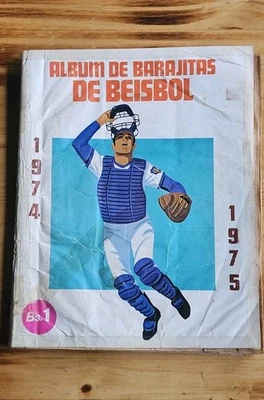 ALBUM DE BARAJITAS
DE BEISBOL
1974
1975
Bs.1